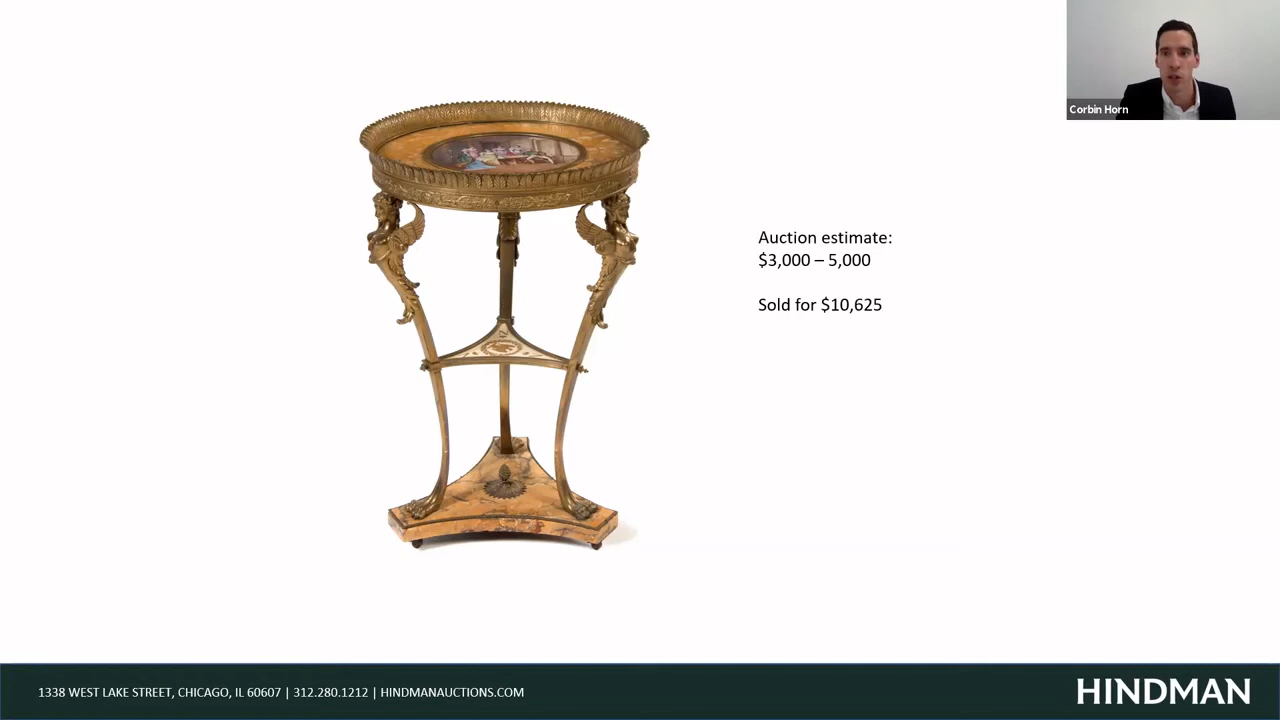 Corbin Horn
Auction estimate:
$3,000 – 5,000
Sold for $10,625
1338 WEST LAKE STREET, CHICAGO, IL 60607 | 312.280.1212 | HINDMANAUCTIONS.COM
HINDMAN